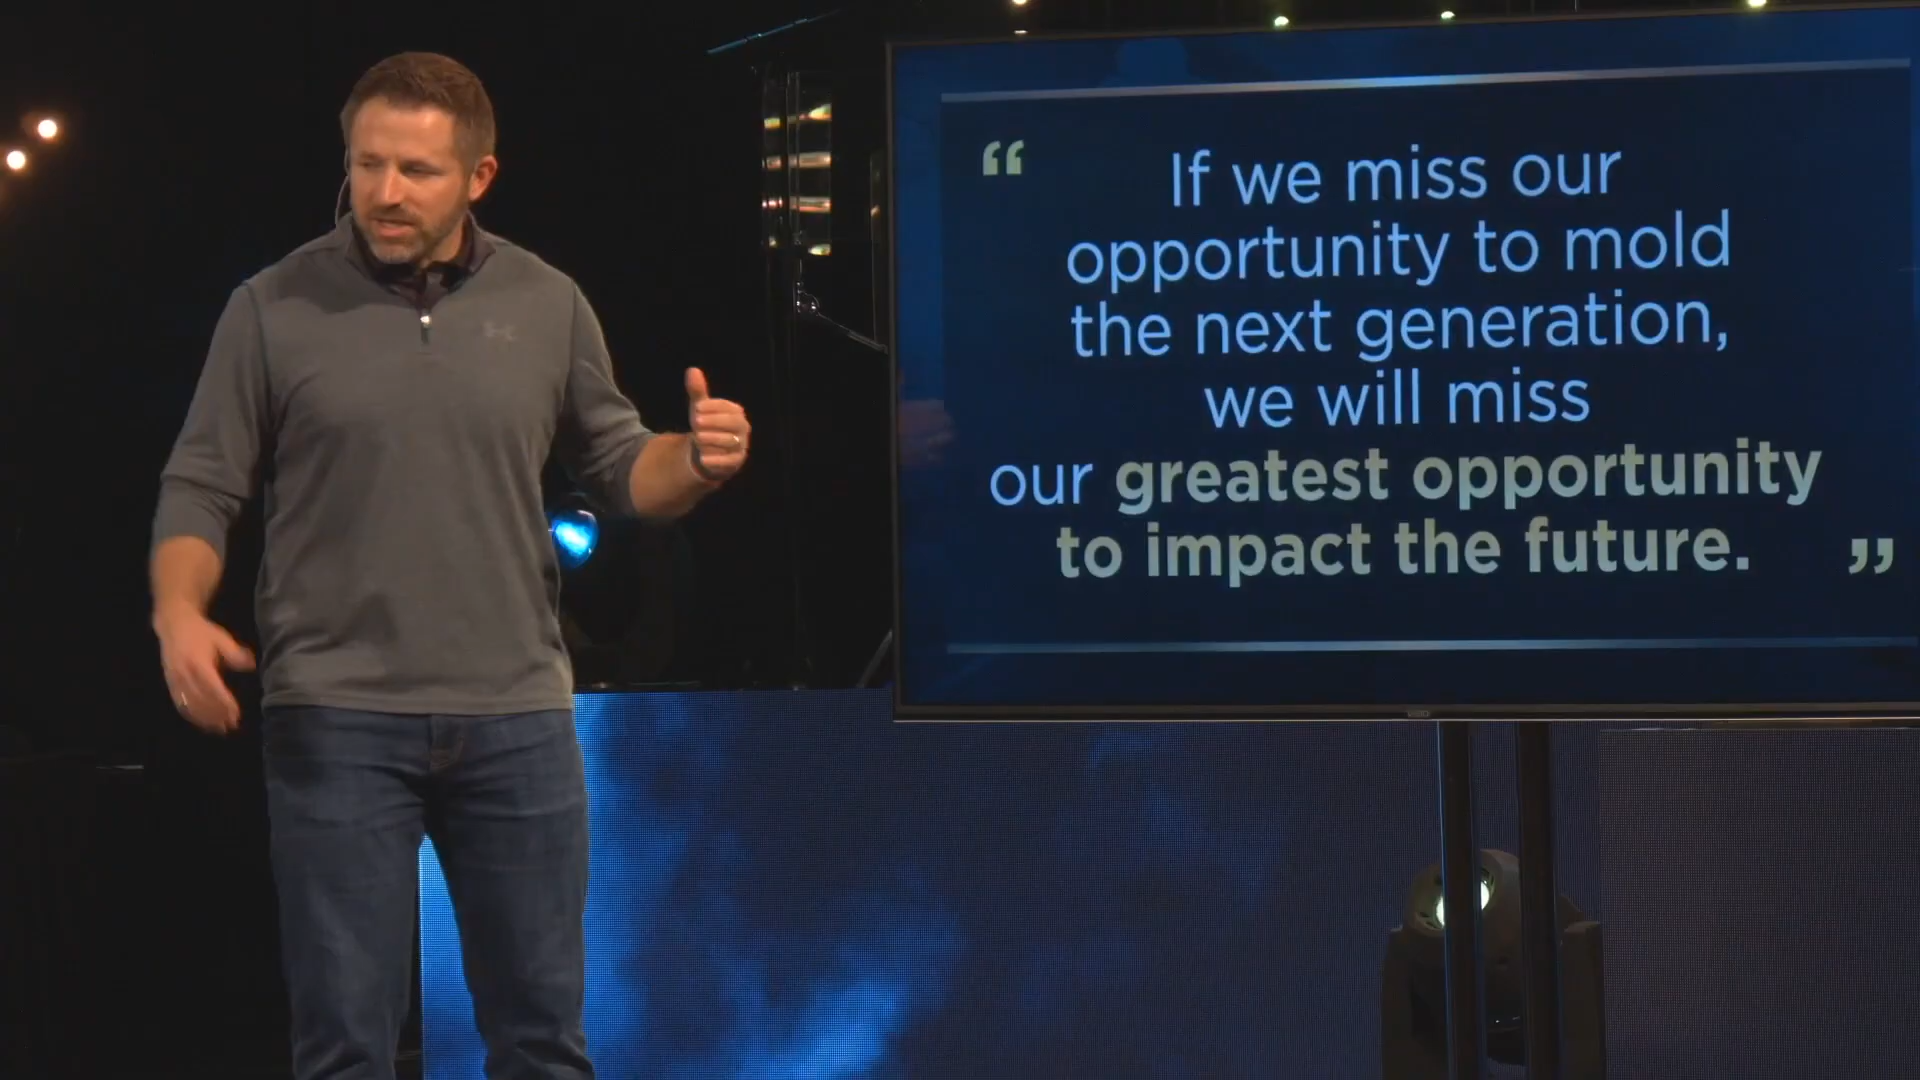 “ If we miss our
opportunity to mold
the next generation,
we will miss
our greatest opportunity
to impact the future. ”